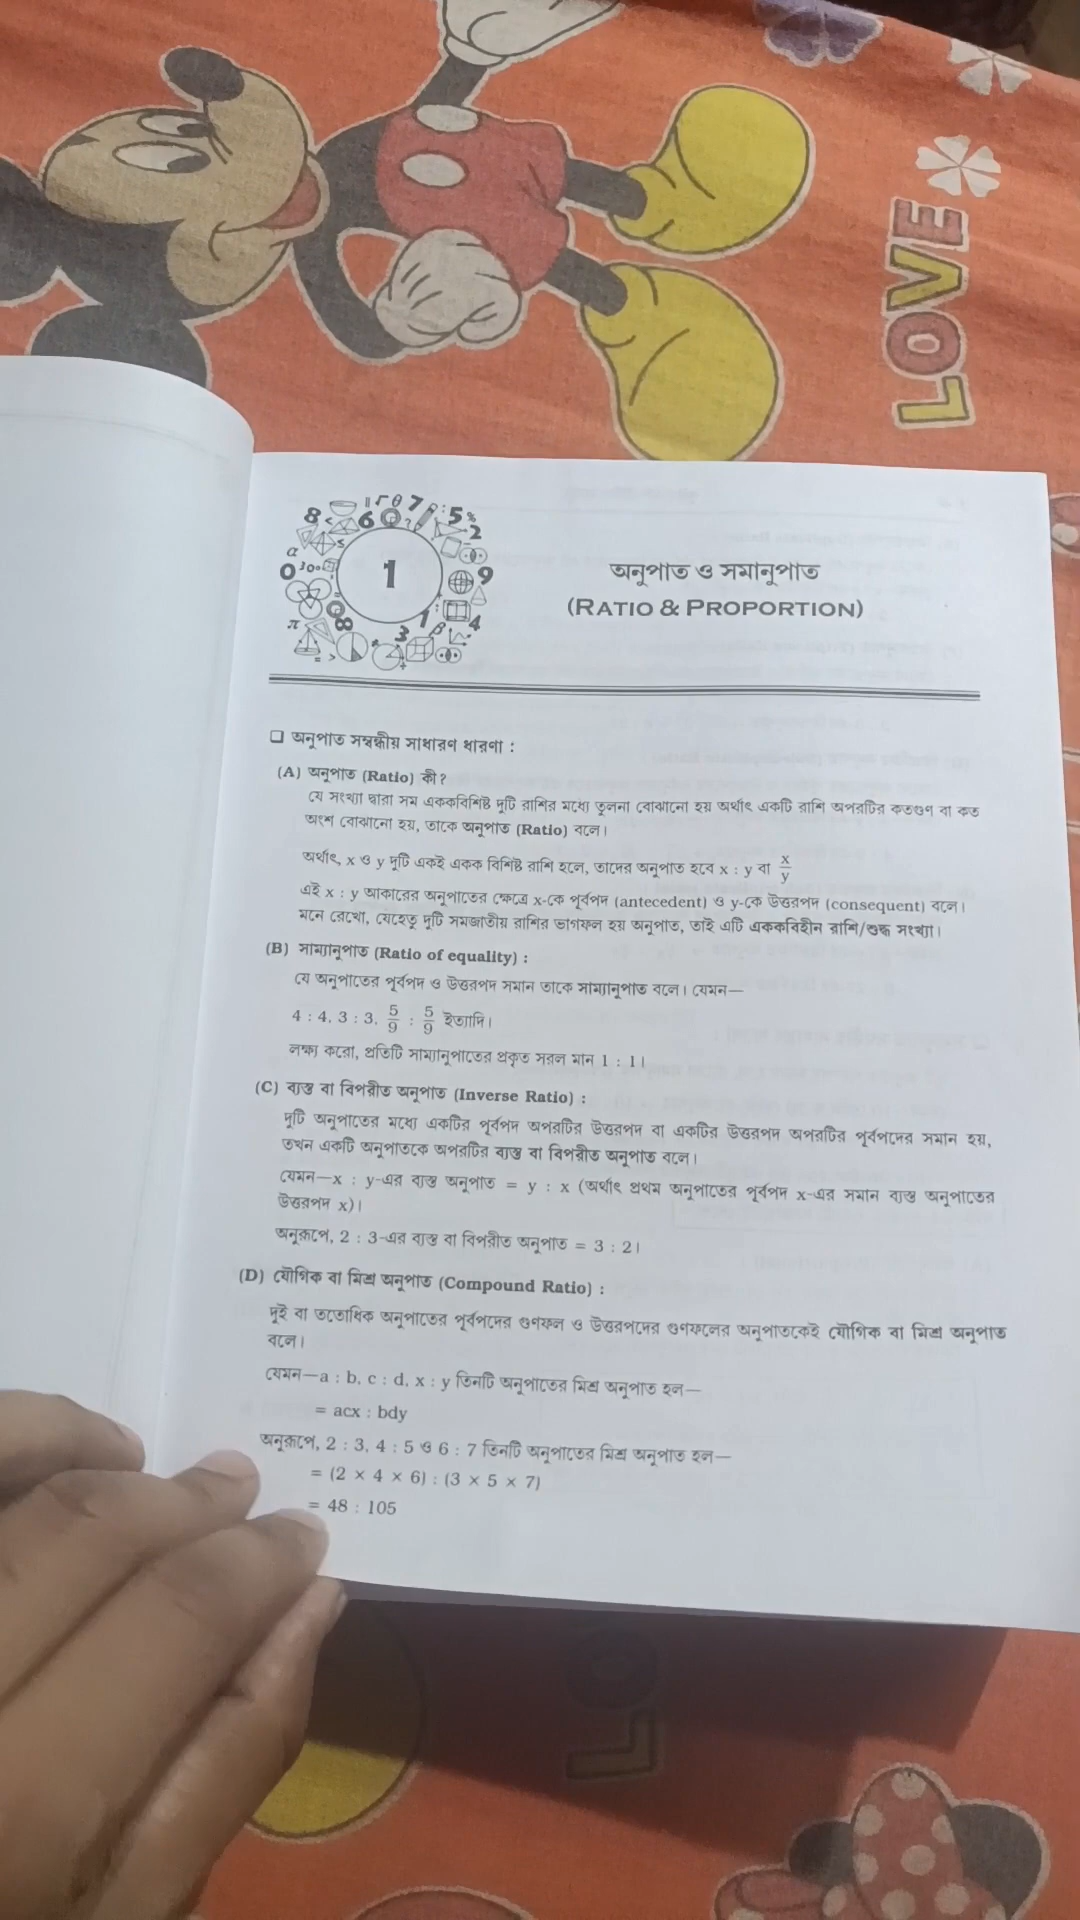 LOVE
1
অনুপাত ও সমানুপাত
(RATIO & PROPORTION)
❑ অনুপাত সম্বন্ধীয় সাধারণ ধারণা :
(A) অনুপাত (Ratio) কী?
যে সংখ্যা দ্বারা সম এককবিশিষ্ট দুটি রাশির মধ্যে তুলনা বোঝানো হয় অর্থাৎ একটি রাশি অপরটির কতগুণ বা কত
অংশ বোঝানো হয়, তাকে অনুপাত (Ratio) বলে।
অর্থাৎ, x ও y দুটি একই একক বিশিষ্ট রাশি হলে, তাদের অনুপাত হবে x : y বা x/y
এই x : y আকারের অনুপাতের ক্ষেত্রে x-কে পূর্বপদ (antecedent) ও y-কে উত্তরপদ (consequent) বলে।
মনে রেখো, যেহেতু দুটি সমজাতীয় রাশির ভাগফল হয় অনুপাত, তাই এটি এককবিহীন রাশি/শুদ্ধ সংখ্যা।
(B) সাম্যানুপাত (Ratio of equality) :
যে অনুপাতের পূর্বপদ ও উত্তরপদ সমান তাকে সাম্যানুপাত বলে। যেমন—
4 : 4, 3 : 3, 5/9 : 5/9 ইত্যাদি।
লক্ষ্য করো, প্রতিটি সাম্যানুপাতের প্রকৃত সরল মান 1 : 1।
(C) ব্যস্ত বা বিপরীত অনুপাত (Inverse Ratio) :
দুটি অনুপাতের মধ্যে একটির পূর্বপদ অপরটির উত্তরপদ বা একটির উত্তরপদ অপরটির পূর্বপদের সমান হয়,
তখন একটি অনুপাতকে অপরটির ব্যস্ত বা বিপরীত অনুপাত বলে।
যেমন—x : y-এর ব্যস্ত অনুপাত = y : x (অর্থাৎ প্রথম অনুপাতের পূর্বপদ x-এর সমান ব্যস্ত অনুপাতের
উত্তরপদ x)।
অনুরূপে, 2 : 3-এর ব্যস্ত বা বিপরীত অনুপাত = 3 : 2।
(D) যৌগিক বা মিশ্র অনুপাত (Compound Ratio) :
দুই বা ততোধিক অনুপাতের পূর্বপদের গুণফল ও উত্তরপদের গুণফলের অনুপাতকেই যৌগিক বা মিশ্র অনুপাত
বলে।
যেমন—a : b, c : d, x : y তিনটি অনুপাতের মিশ্র অনুপাত হল—
= acx : bdy
অনুরূপে, 2 : 3, 4 : 5 ও 6 : 7 তিনটি অনুপাতের মিশ্র অনুপাত হল—
= (2 × 4 × 6) : (3 × 5 × 7)
= 48 : 105